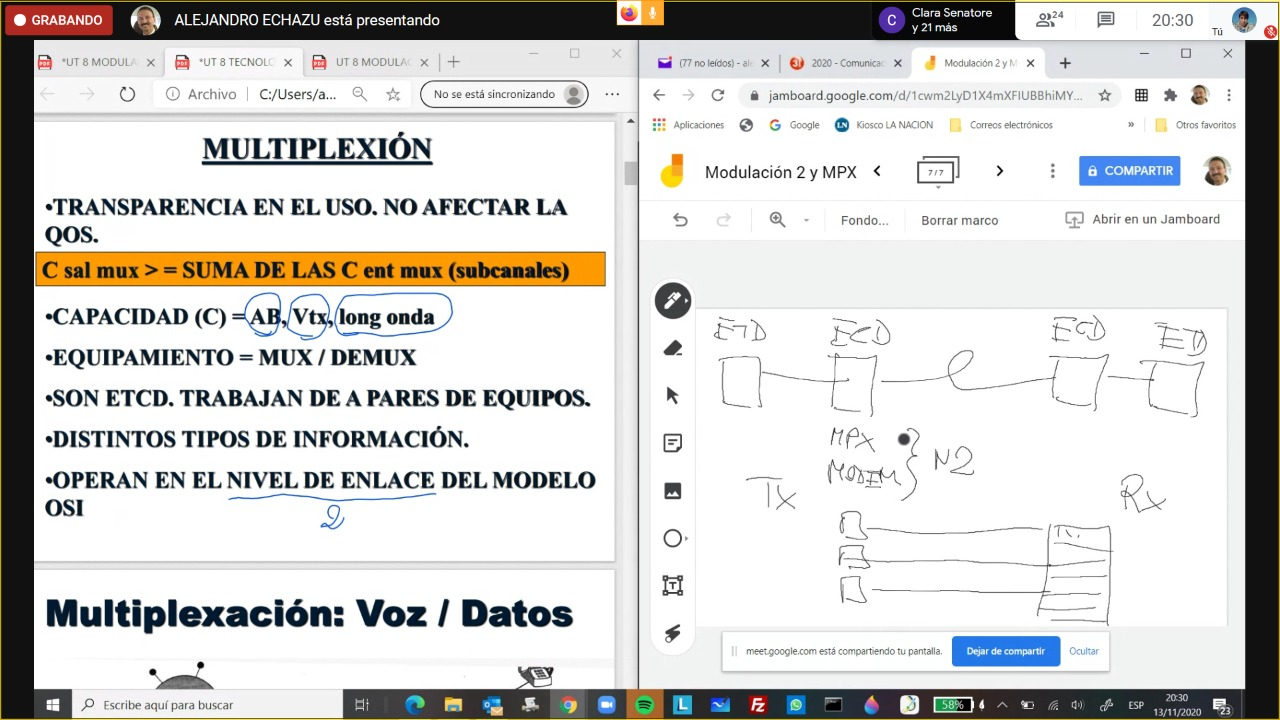 GRABANDO
ALEJANDRO ECHAZU está presentando
C
Clara Senatore
y 21 más
24
20:30
Tú
*UT 8 MODULA
*UT 8 TECNOLO
UT 8 MODULAC
Archivo
C:/Users/a...
No se está sincronizando
MULTIPLEXIÓN
•TRANSPARENCIA EN EL USO. NO AFECTAR LA
QOS.
C sal mux > = SUMA DE LAS C ent mux (subcanales)
•CAPACIDAD (C) = AB, Vtx, long onda
•EQUIPAMIENTO = MUX / DEMUX
•SON ETCD. TRABAJAN DE A PARES DE EQUIPOS.
•DISTINTOS TIPOS DE INFORMACIÓN.
•OPERAN EN EL NIVEL DE ENLACE DEL MODELO
OSI
2
Multiplexación: Voz / Datos
(77 no leídos) - ale
2020 - Comunicac
Modulación 2 y M
jamboard.google.com/d/1cwm2LyD1X4mXFIUBBhiMY...
Aplicaciones
Google
LN
Kiosco LA NACION
Correos electrónicos
»
Otros favoritos
Modulación 2 y MPX
7/7
COMPARTIR
Fondo...
Borrar marco
Abrir en un Jamboard
ETD ECD ECD ETD
MPX
MODEM
N2
Tx
Rx
meet.google.com está compartiendo tu pantalla.
Dejar de compartir
Ocultar
Escribe aquí para buscar
58%
ESP
20:30
13/11/2020
23